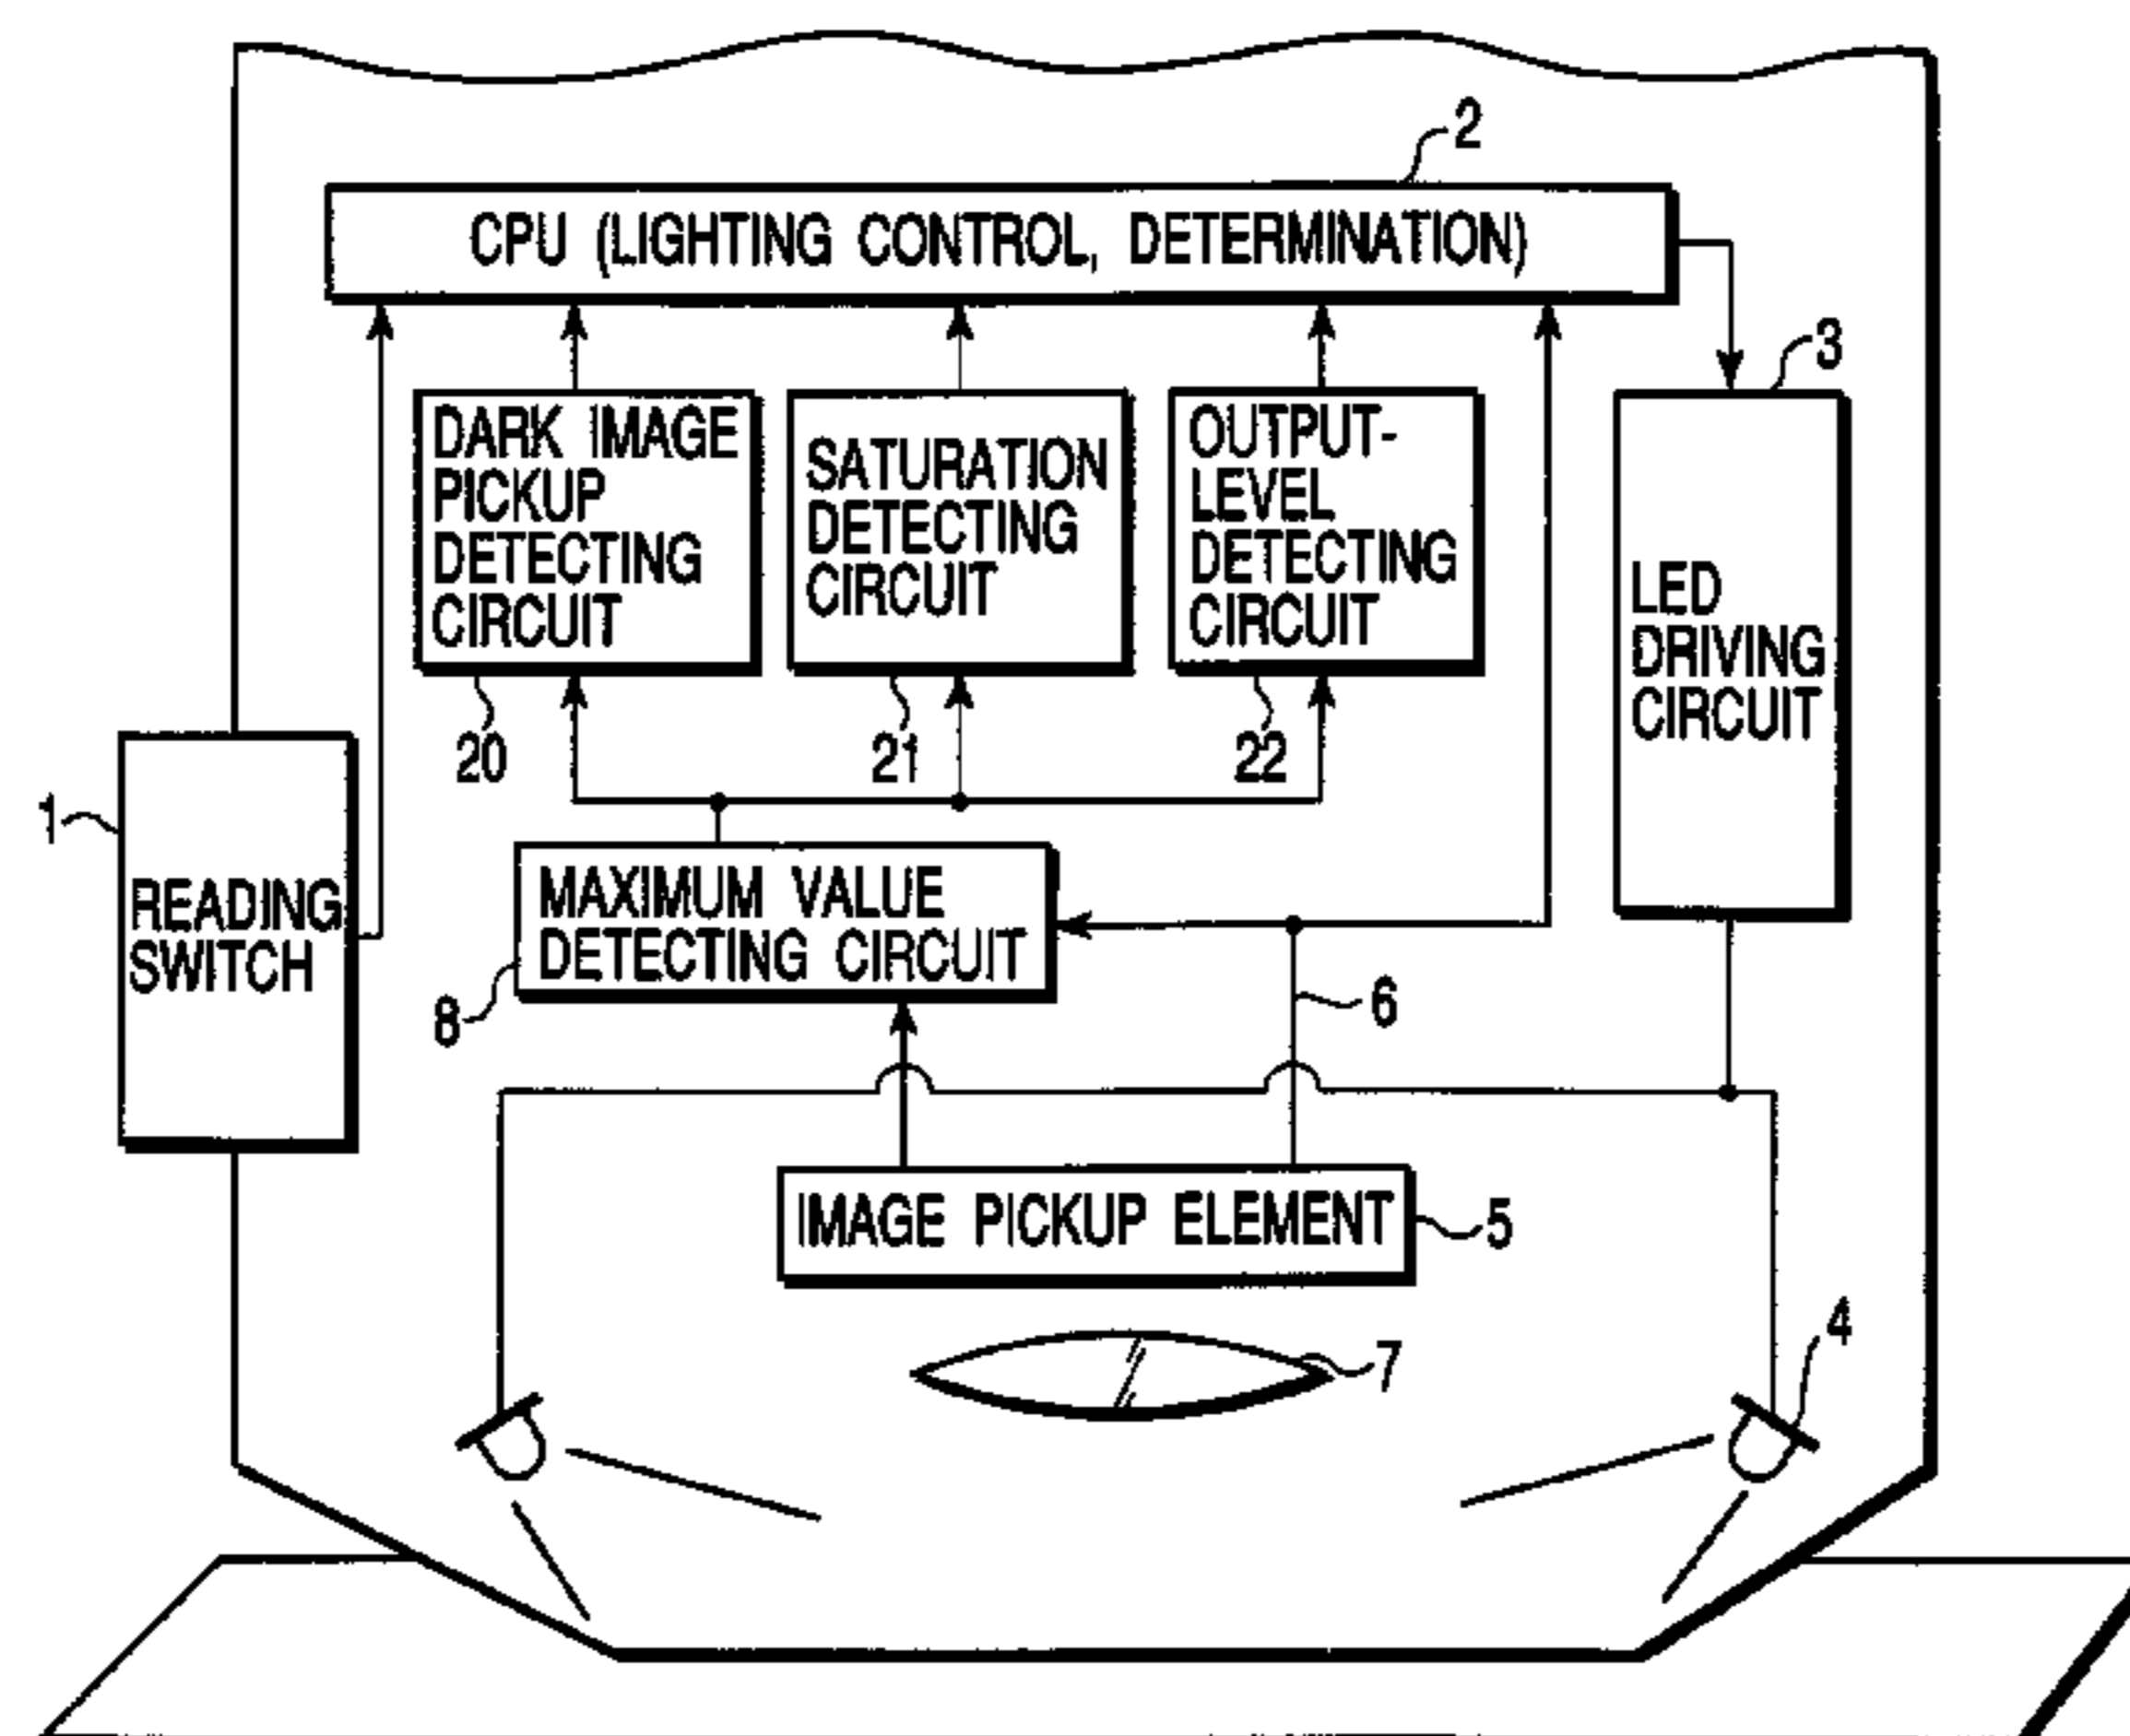 2
CPU (LIGHTING CONTROL, DETERMINATION)
3
DARK IMAGE
PICKUP
DETECTING
CIRCUIT
SATURATION
DETECTING
CIRCUIT
OUTPUT-
LEVEL
DETECTING
CIRCUIT
LED
DRIVING
CIRCUIT
20
21
22
1
READING
SWITCH
MAXIMUM VALUE
DETECTING CIRCUIT
8
6
IMAGE PICKUP ELEMENT
5
7
4